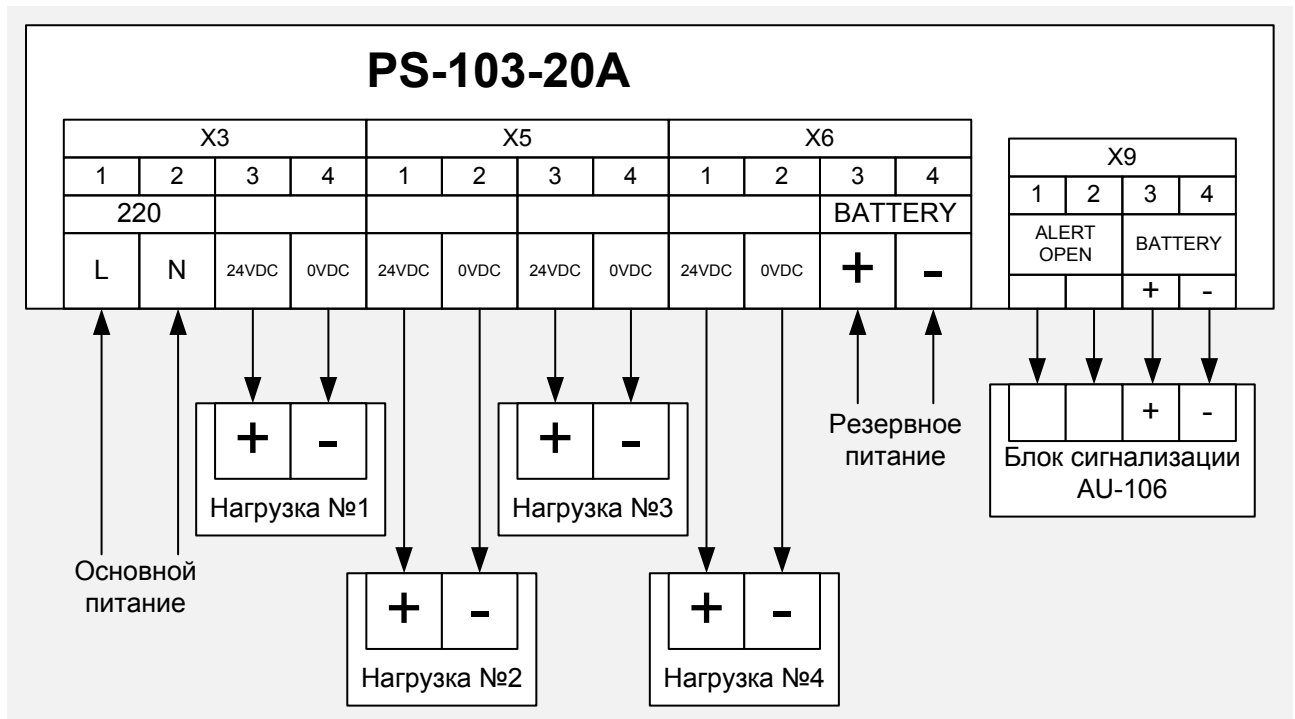 PS-103-20A
X3 X5 X6
1 2 3 4 1 2 3 4 1 2 3 4
220 BATTERY
L N 24VDC 0VDC 24VDC 0VDC 24VDC 0VDC 24VDC 0VDC + -
X9
1 2 3 4
ALERT
OPEN
BATTERY
+ -
+ -
Нагрузка №1
+ -
Нагрузка №3
Резервное
питание
+ -
Блок сигнализации
AU-106
Основной
питание
+ -
Нагрузка №2
+ -
Нагрузка №4